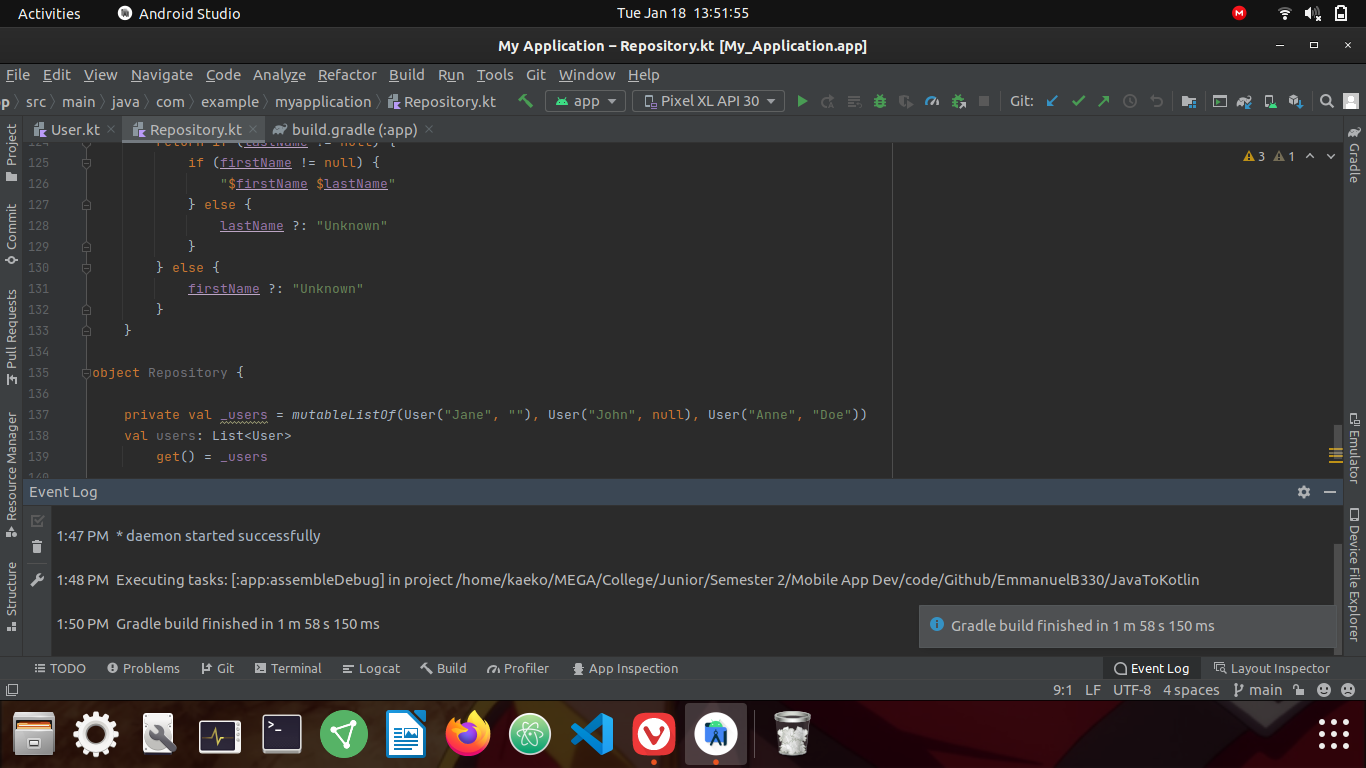 Activities
Android Studio
Tue Jan 18 13:51:55
My Application – Repository.kt [My_Application.app]
File Edit View Navigate Code Analyze Refactor Build Run Tools Git Window Help
src main java com example myapplication Repository.kt app Pixel XL API 30 Git:
User.kt Repository.kt build.gradle (:app)
124 return if (lastName != null) {
125 if (firstName != null) {
126 "$firstName $lastName"
127 } else {
128 lastName ?: "Unknown"
129 }
130 } else {
131 firstName ?: "Unknown"
132 }
133 }
134
135 object Repository {
136
137 private val _users = mutableListOf(User("Jane", ""), User("John", null), User("Anne", "Doe"))
138 val users: List<User>
139 get() = _users
140
3 1
Project
Commit
Pull Requests
Resource Manager
Structure
Gradle
Emulator
Device File Explorer
Event Log
1:47 PM * daemon started successfully
1:48 PM Executing tasks: [:app:assembleDebug] in project /home/kaeko/MEGA/College/Junior/Semester 2/Mobile App Dev/code/Github/EmmanuelB330/JavaToKotlin
1:50 PM Gradle build finished in 1 m 58 s 150 ms
Gradle build finished in 1 m 58 s 150 ms
TODO Problems Git Terminal Logcat Build Profiler App Inspection Event Log Layout Inspector
9:1 LF UTF-8 4 spaces main